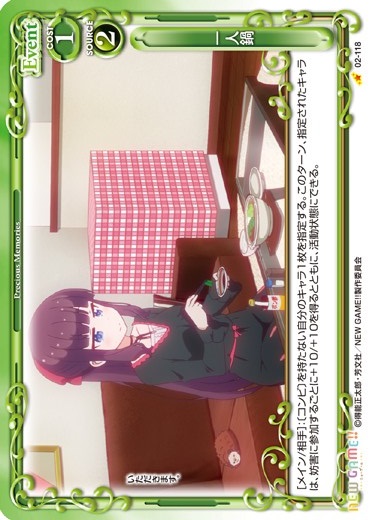 Event
COST
1
SOURCE
2
一人鍋
02-118
Precious Memories
いただきます。
[メイン/相手]:〔コンビ〕を持たない自分のキャラ1枚を指定する。このターン、指定されたキャラ
は、妨害に参加するごとに+10/+10を得るとともに、活動状態にできる。
©得能正太郎・芳文社/NEW GAME!!製作委員会
NEW GAME!!